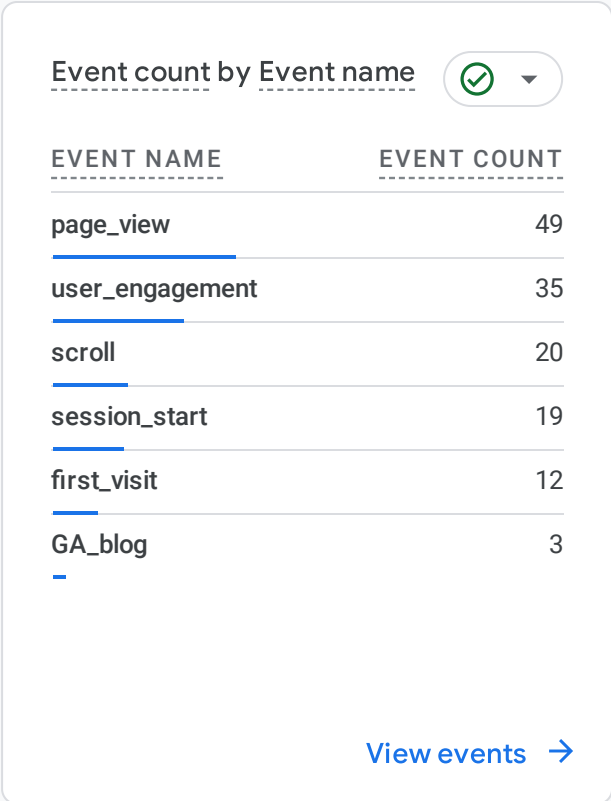 Event count by Event name
EVENT NAME EVENT COUNT
page_view 49
user_engagement 35
scroll 20
session_start 19
first_visit 12
GA_blog 3
View events